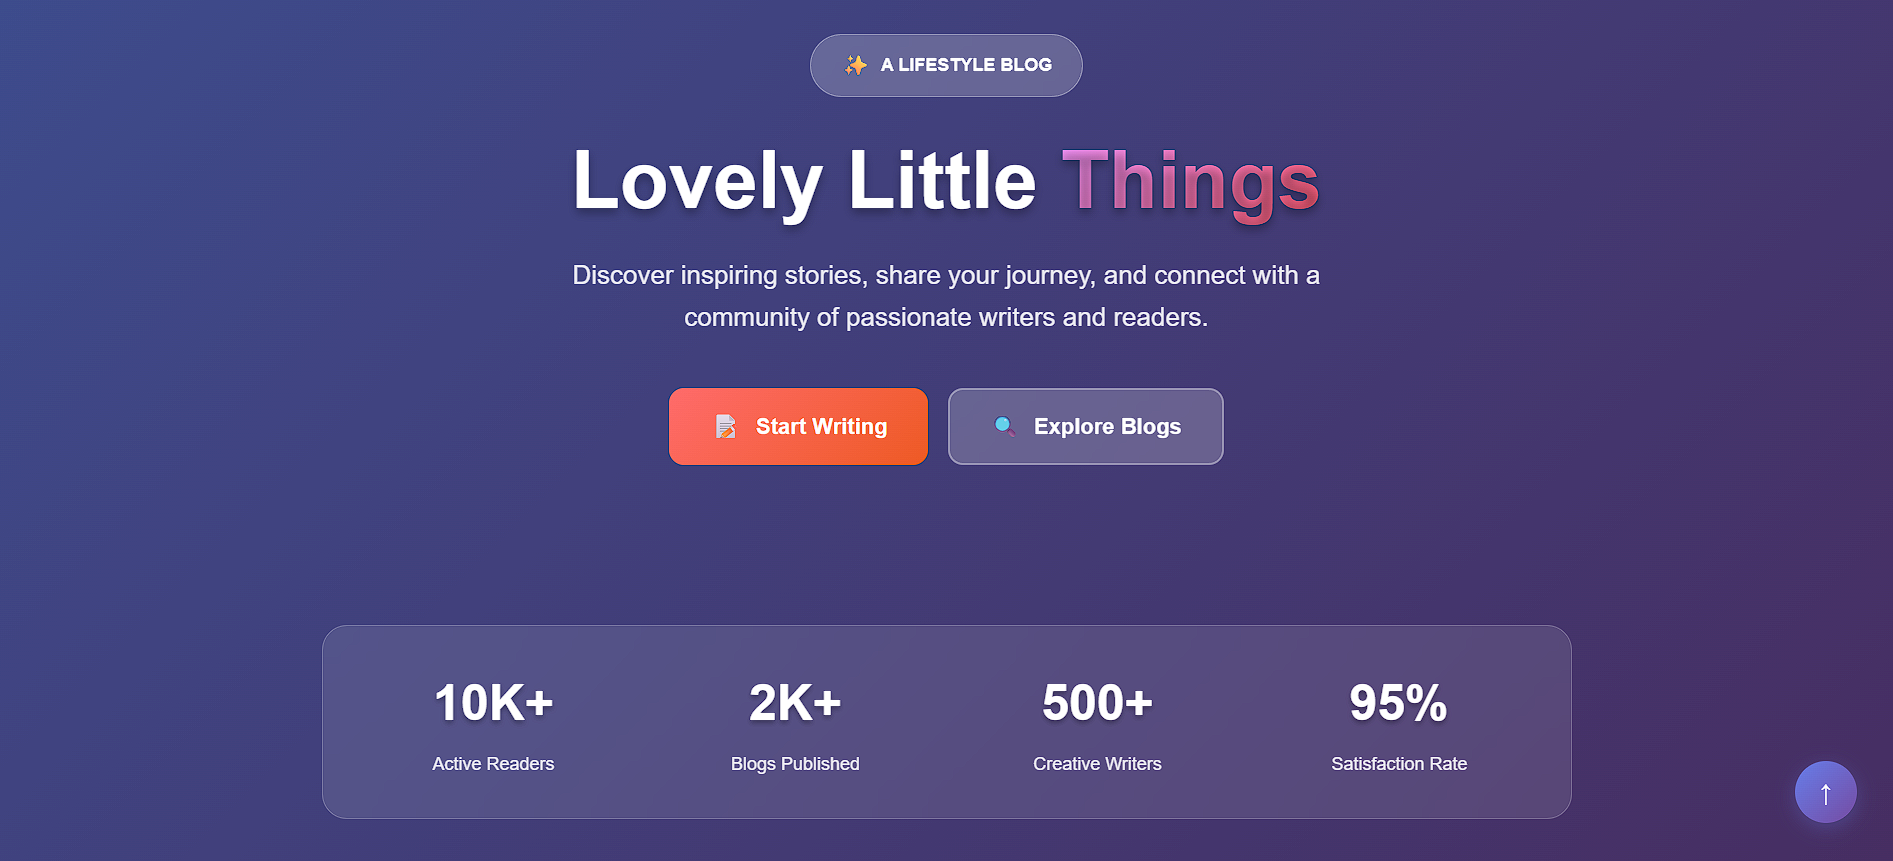 ✨ A LIFESTYLE BLOG
Lovely Little Things
Discover inspiring stories, share your journey, and connect with a
community of passionate writers and readers.
📝 Start Writing
🔍 Explore Blogs
10K+
Active Readers
2K+
Blogs Published
500+
Creative Writers
95%
Satisfaction Rate
↑